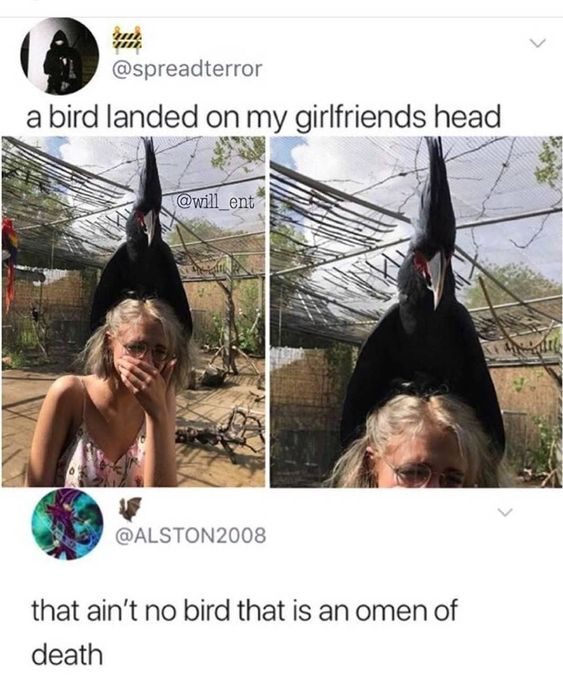 @spreadterror
a bird landed on my girlfriends head
@will_ent
@ALSTON2008
that ain't no bird that is an omen of
death